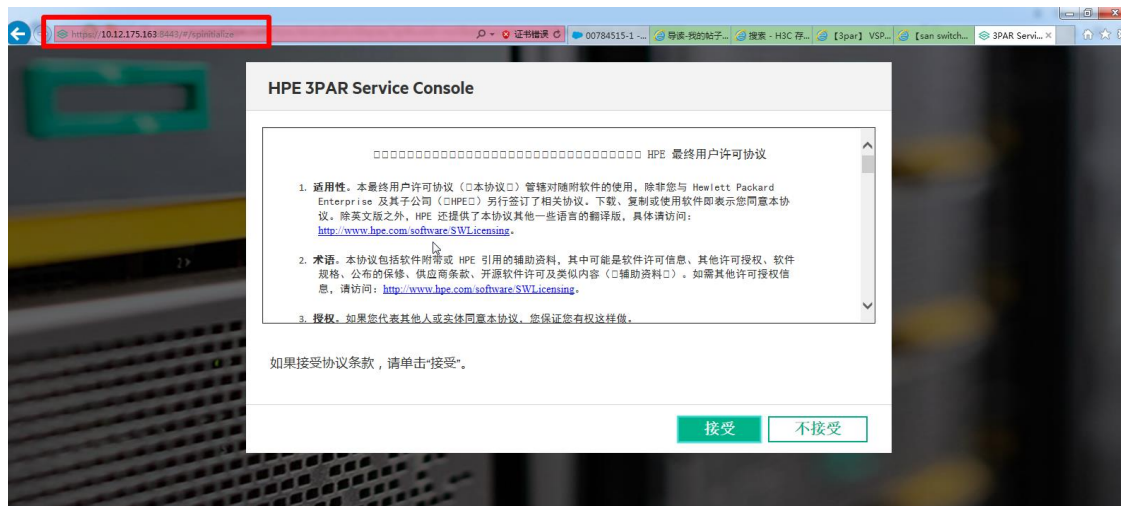 https://10.12.175.163:8443/#/spinitialize
证书错误
00784515-1 -...
导读-我的帖子...
搜索 - H3C 存...
【3par】VSP...
【san switch...
3PAR Servi...
HPE 3PAR Service Console
□□□□□□□□□□□□□□□□□□□□□□□□□□□□□□□□ HPE 最终用户许可协议
1. 适用性。本最终用户许可协议（□本协议□）管辖对随附软件的使用，除非您与 Hewlett Packard
Enterprise 及其子公司（□HPE□）另行签订了相关协议。下载、复制或使用软件即表示您同意本协
议。除英文版之外，HPE 还提供了本协议其他一些语言的翻译版，具体请访问：
http://www.hpe.com/software/SWLicensing。
2. 术语。本协议包括软件附带或 HPE 引用的辅助资料，其中可能是软件许可信息、其他许可授权、软件
规格、公布的保修、供应商条款、开源软件许可及类似内容（□辅助资料□）。如需其他许可授权信
息，请访问：http://www.hpe.com/software/SWLicensing。
3. 授权。如果您代表其他人或实体同意本协议，您保证您有权这样做。
如果接受协议条款，请单击“接受”。
接受
不接受